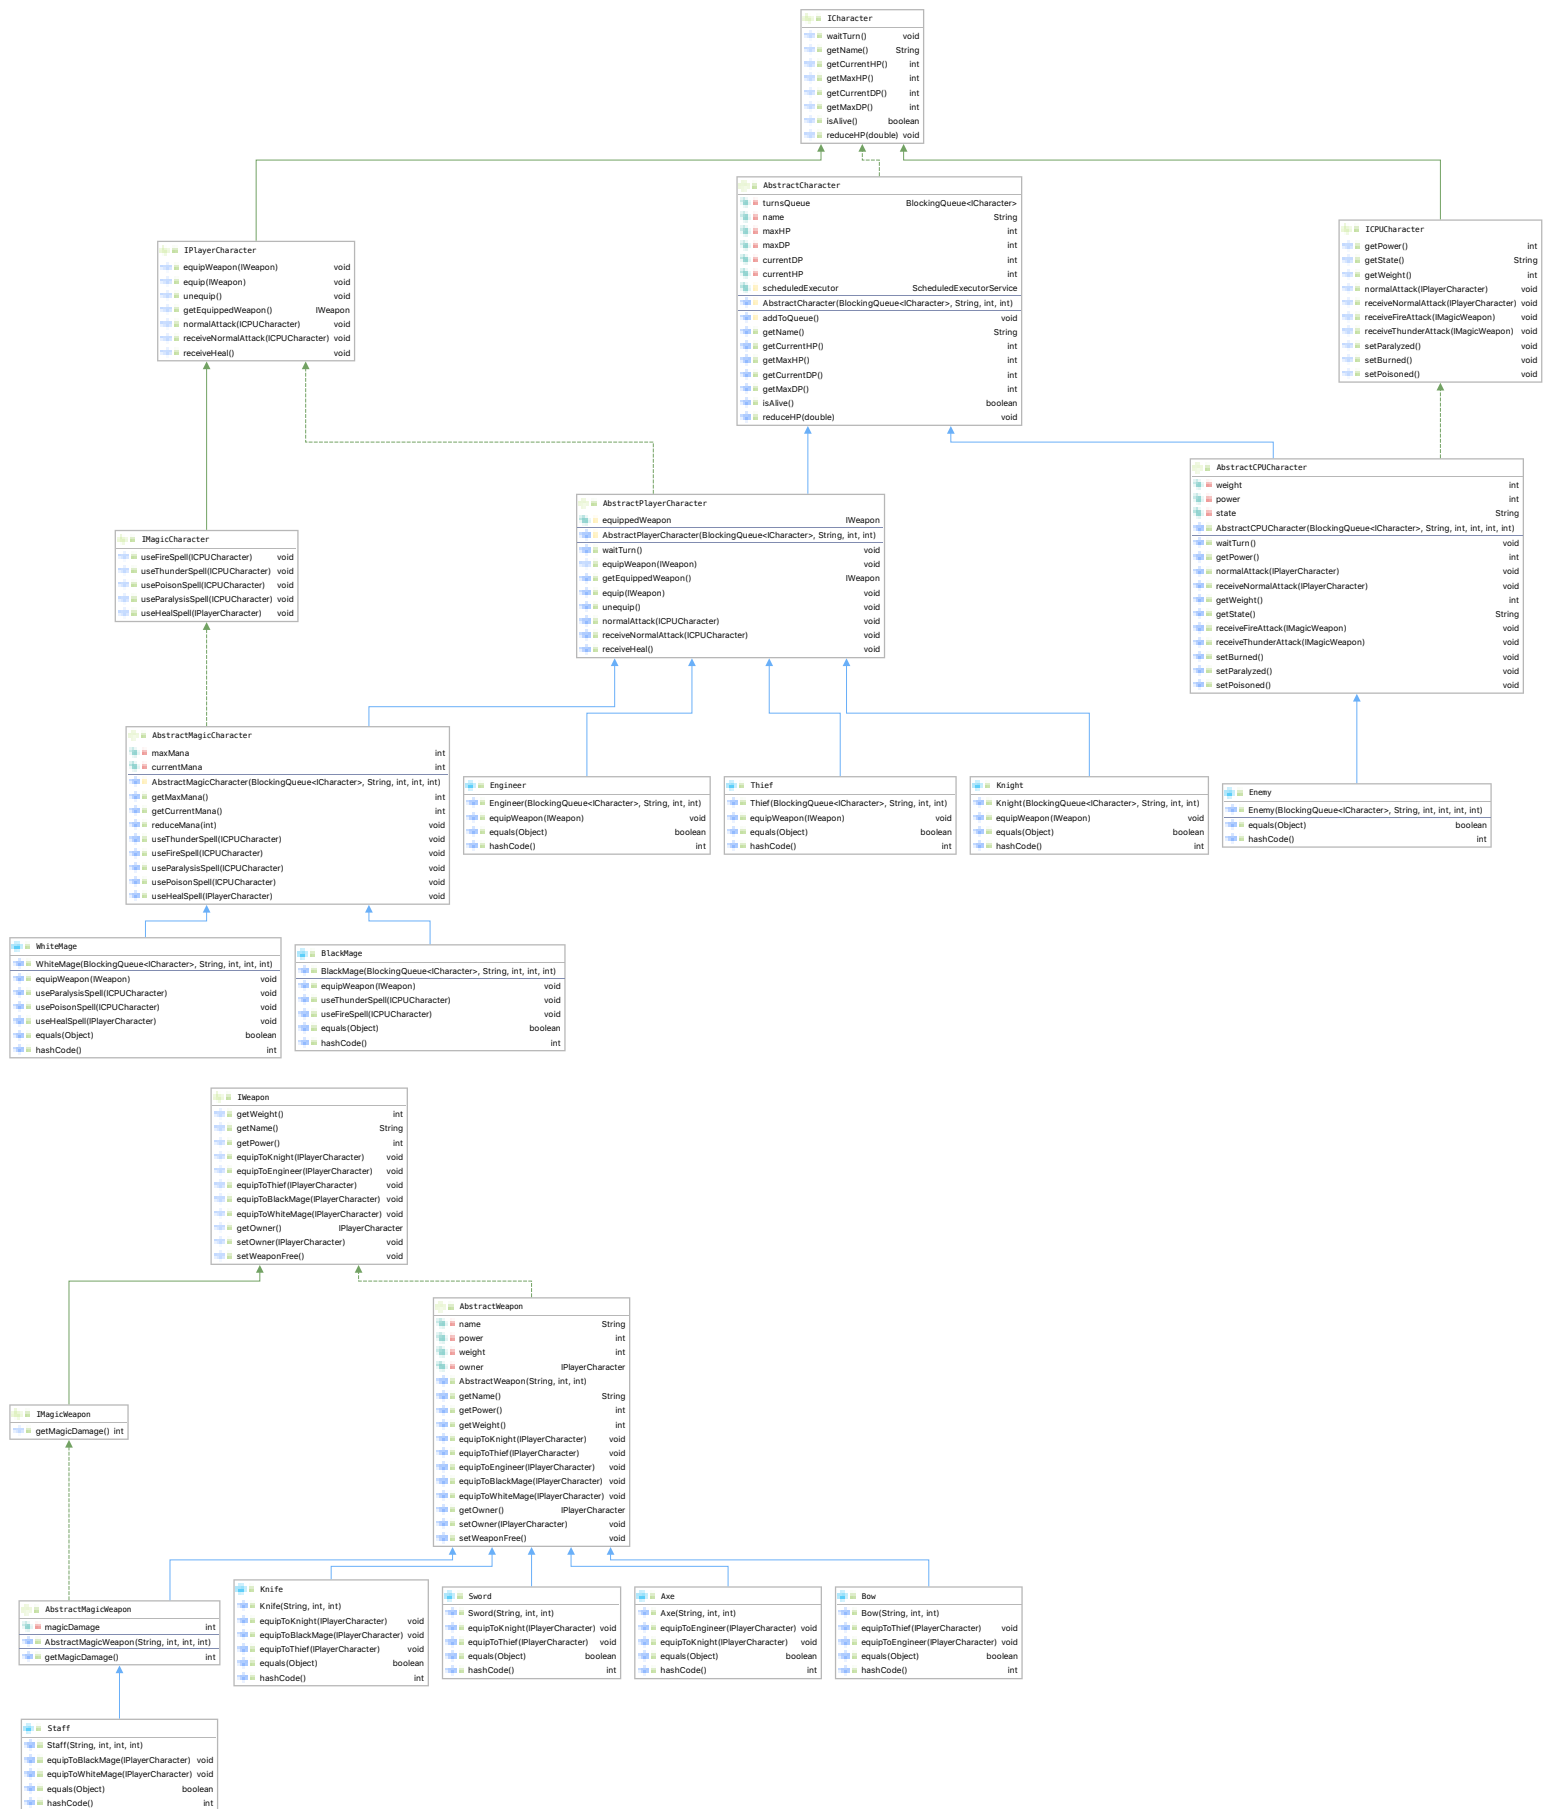 ICharacter
waitTurn() void
getName() String
getCurrentHP() int
getMaxHP() int
getCurrentDP() int
getMaxDP() int
isAlive() boolean
reduceHP(double) void
AbstractCharacter
turnsQueue BlockingQueue<ICharacter>
name String
maxHP int
maxDP int
currentDP int
currentHP int
scheduledExecutor ScheduledExecutorService
AbstractCharacter(BlockingQueue<ICharacter>, String, int, int)
addToQueue() void
getName() String
getCurrentHP() int
getMaxHP() int
getCurrentDP() int
getMaxDP() int
isAlive() boolean
reduceHP(double) void
IPlayerCharacter
equipWeapon(IWeapon) void
equip(IWeapon) void
unequip() void
getEquippedWeapon() IWeapon
normalAttack(ICPUCharacter) void
receiveNormalAttack(ICPUCharacter) void
receiveHeal() void
ICPUCharacter
getPower() int
getState() String
getWeight() int
normalAttack(IPlayerCharacter) void
receiveNormalAttack(IPlayerCharacter) void
receiveFireAttack(IMagicWeapon) void
receiveThunderAttack(IMagicWeapon) void
setParalyzed() void
setBurned() void
setPoisoned() void
AbstractCPUCharacter
weight int
power int
state String
AbstractCPUCharacter(BlockingQueue<ICharacter>, String, int, int, int, int)
waitTurn() void
getPower() int
normalAttack(IPlayerCharacter) void
receiveNormalAttack(IPlayerCharacter) void
getWeight() int
getState() String
receiveFireAttack(IMagicWeapon) void
receiveThunderAttack(IMagicWeapon) void
setBurned() void
setParalyzed() void
setPoisoned() void
AbstractPlayerCharacter
equippedWeapon IWeapon
AbstractPlayerCharacter(BlockingQueue<ICharacter>, String, int, int)
waitTurn() void
equipWeapon(IWeapon) void
getEquippedWeapon() IWeapon
equip(IWeapon) void
unequip() void
normalAttack(ICPUCharacter) void
receiveNormalAttack(ICPUCharacter) void
receiveHeal() void
IMagicCharacter
useFireSpell(ICPUCharacter) void
useThunderSpell(ICPUCharacter) void
usePoisonSpell(ICPUCharacter) void
useParalysisSpell(ICPUCharacter) void
useHealSpell(IPlayerCharacter) void
AbstractMagicCharacter
maxMana int
currentMana int
AbstractMagicCharacter(BlockingQueue<ICharacter>, String, int, int, int)
getMaxMana() int
getCurrentMana() int
reduceMana(int) void
useThunderSpell(ICPUCharacter) void
useFireSpell(ICPUCharacter) void
useParalysisSpell(ICPUCharacter) void
usePoisonSpell(ICPUCharacter) void
useHealSpell(IPlayerCharacter) void
Engineer
Engineer(BlockingQueue<ICharacter>, String, int, int)
equipWeapon(IWeapon) void
equals(Object) boolean
hashCode() int
Thief
Thief(BlockingQueue<ICharacter>, String, int, int)
equipWeapon(IWeapon) void
equals(Object) boolean
hashCode() int
Knight
Knight(BlockingQueue<ICharacter>, String, int, int)
equipWeapon(IWeapon) void
equals(Object) boolean
hashCode() int
Enemy
Enemy(BlockingQueue<ICharacter>, String, int, int, int, int)
equals(Object) boolean
hashCode() int
WhiteMage
WhiteMage(BlockingQueue<ICharacter>, String, int, int, int)
equipWeapon(IWeapon) void
useParalysisSpell(ICPUCharacter) void
usePoisonSpell(ICPUCharacter) void
useHealSpell(IPlayerCharacter) void
equals(Object) boolean
hashCode() int
BlackMage
BlackMage(BlockingQueue<ICharacter>, String, int, int, int)
equipWeapon(IWeapon) void
useThunderSpell(ICPUCharacter) void
useFireSpell(ICPUCharacter) void
equals(Object) boolean
hashCode() int
IWeapon
getWeight() int
getName() String
getPower() int
equipToKnight(IPlayerCharacter) void
equipToEngineer(IPlayerCharacter) void
equipToThief(IPlayerCharacter) void
equipToBlackMage(IPlayerCharacter) void
equipToWhiteMage(IPlayerCharacter) void
getOwner() IPlayerCharacter
setOwner(IPlayerCharacter) void
setWeaponFree() void
AbstractWeapon
name String
power int
weight int
owner IPlayerCharacter
AbstractWeapon(String, int, int)
getName() String
getPower() int
getWeight() int
equipToKnight(IPlayerCharacter) void
equipToThief(IPlayerCharacter) void
equipToEngineer(IPlayerCharacter) void
equipToBlackMage(IPlayerCharacter) void
equipToWhiteMage(IPlayerCharacter) void
getOwner() IPlayerCharacter
setOwner(IPlayerCharacter) void
setWeaponFree() void
IMagicWeapon
getMagicDamage() int
AbstractMagicWeapon
magicDamage int
AbstractMagicWeapon(String, int, int, int)
getMagicDamage() int
Knife
Knife(String, int, int)
equipToKnight(IPlayerCharacter) void
equipToBlackMage(IPlayerCharacter) void
equipToThief(IPlayerCharacter) void
equals(Object) boolean
hashCode() int
Sword
Sword(String, int, int)
equipToKnight(IPlayerCharacter) void
equipToThief(IPlayerCharacter) void
equals(Object) boolean
hashCode() int
Axe
Axe(String, int, int)
equipToEngineer(IPlayerCharacter) void
equipToKnight(IPlayerCharacter) void
equals(Object) boolean
hashCode() int
Bow
Bow(String, int, int)
equipToThief(IPlayerCharacter) void
equipToEngineer(IPlayerCharacter) void
equals(Object) boolean
hashCode() int
Staff
Staff(String, int, int, int)
equipToBlackMage(IPlayerCharacter) void
equipToWhiteMage(IPlayerCharacter) void
equals(Object) boolean
hashCode() int